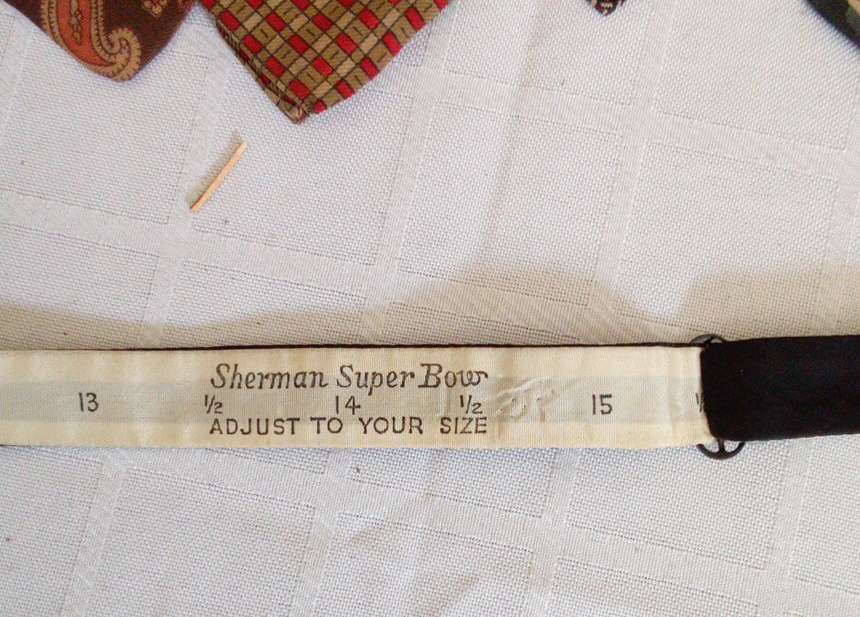 Sherman Super Bow
13 ½ 14 ½ 15
ADJUST TO YOUR SIZE